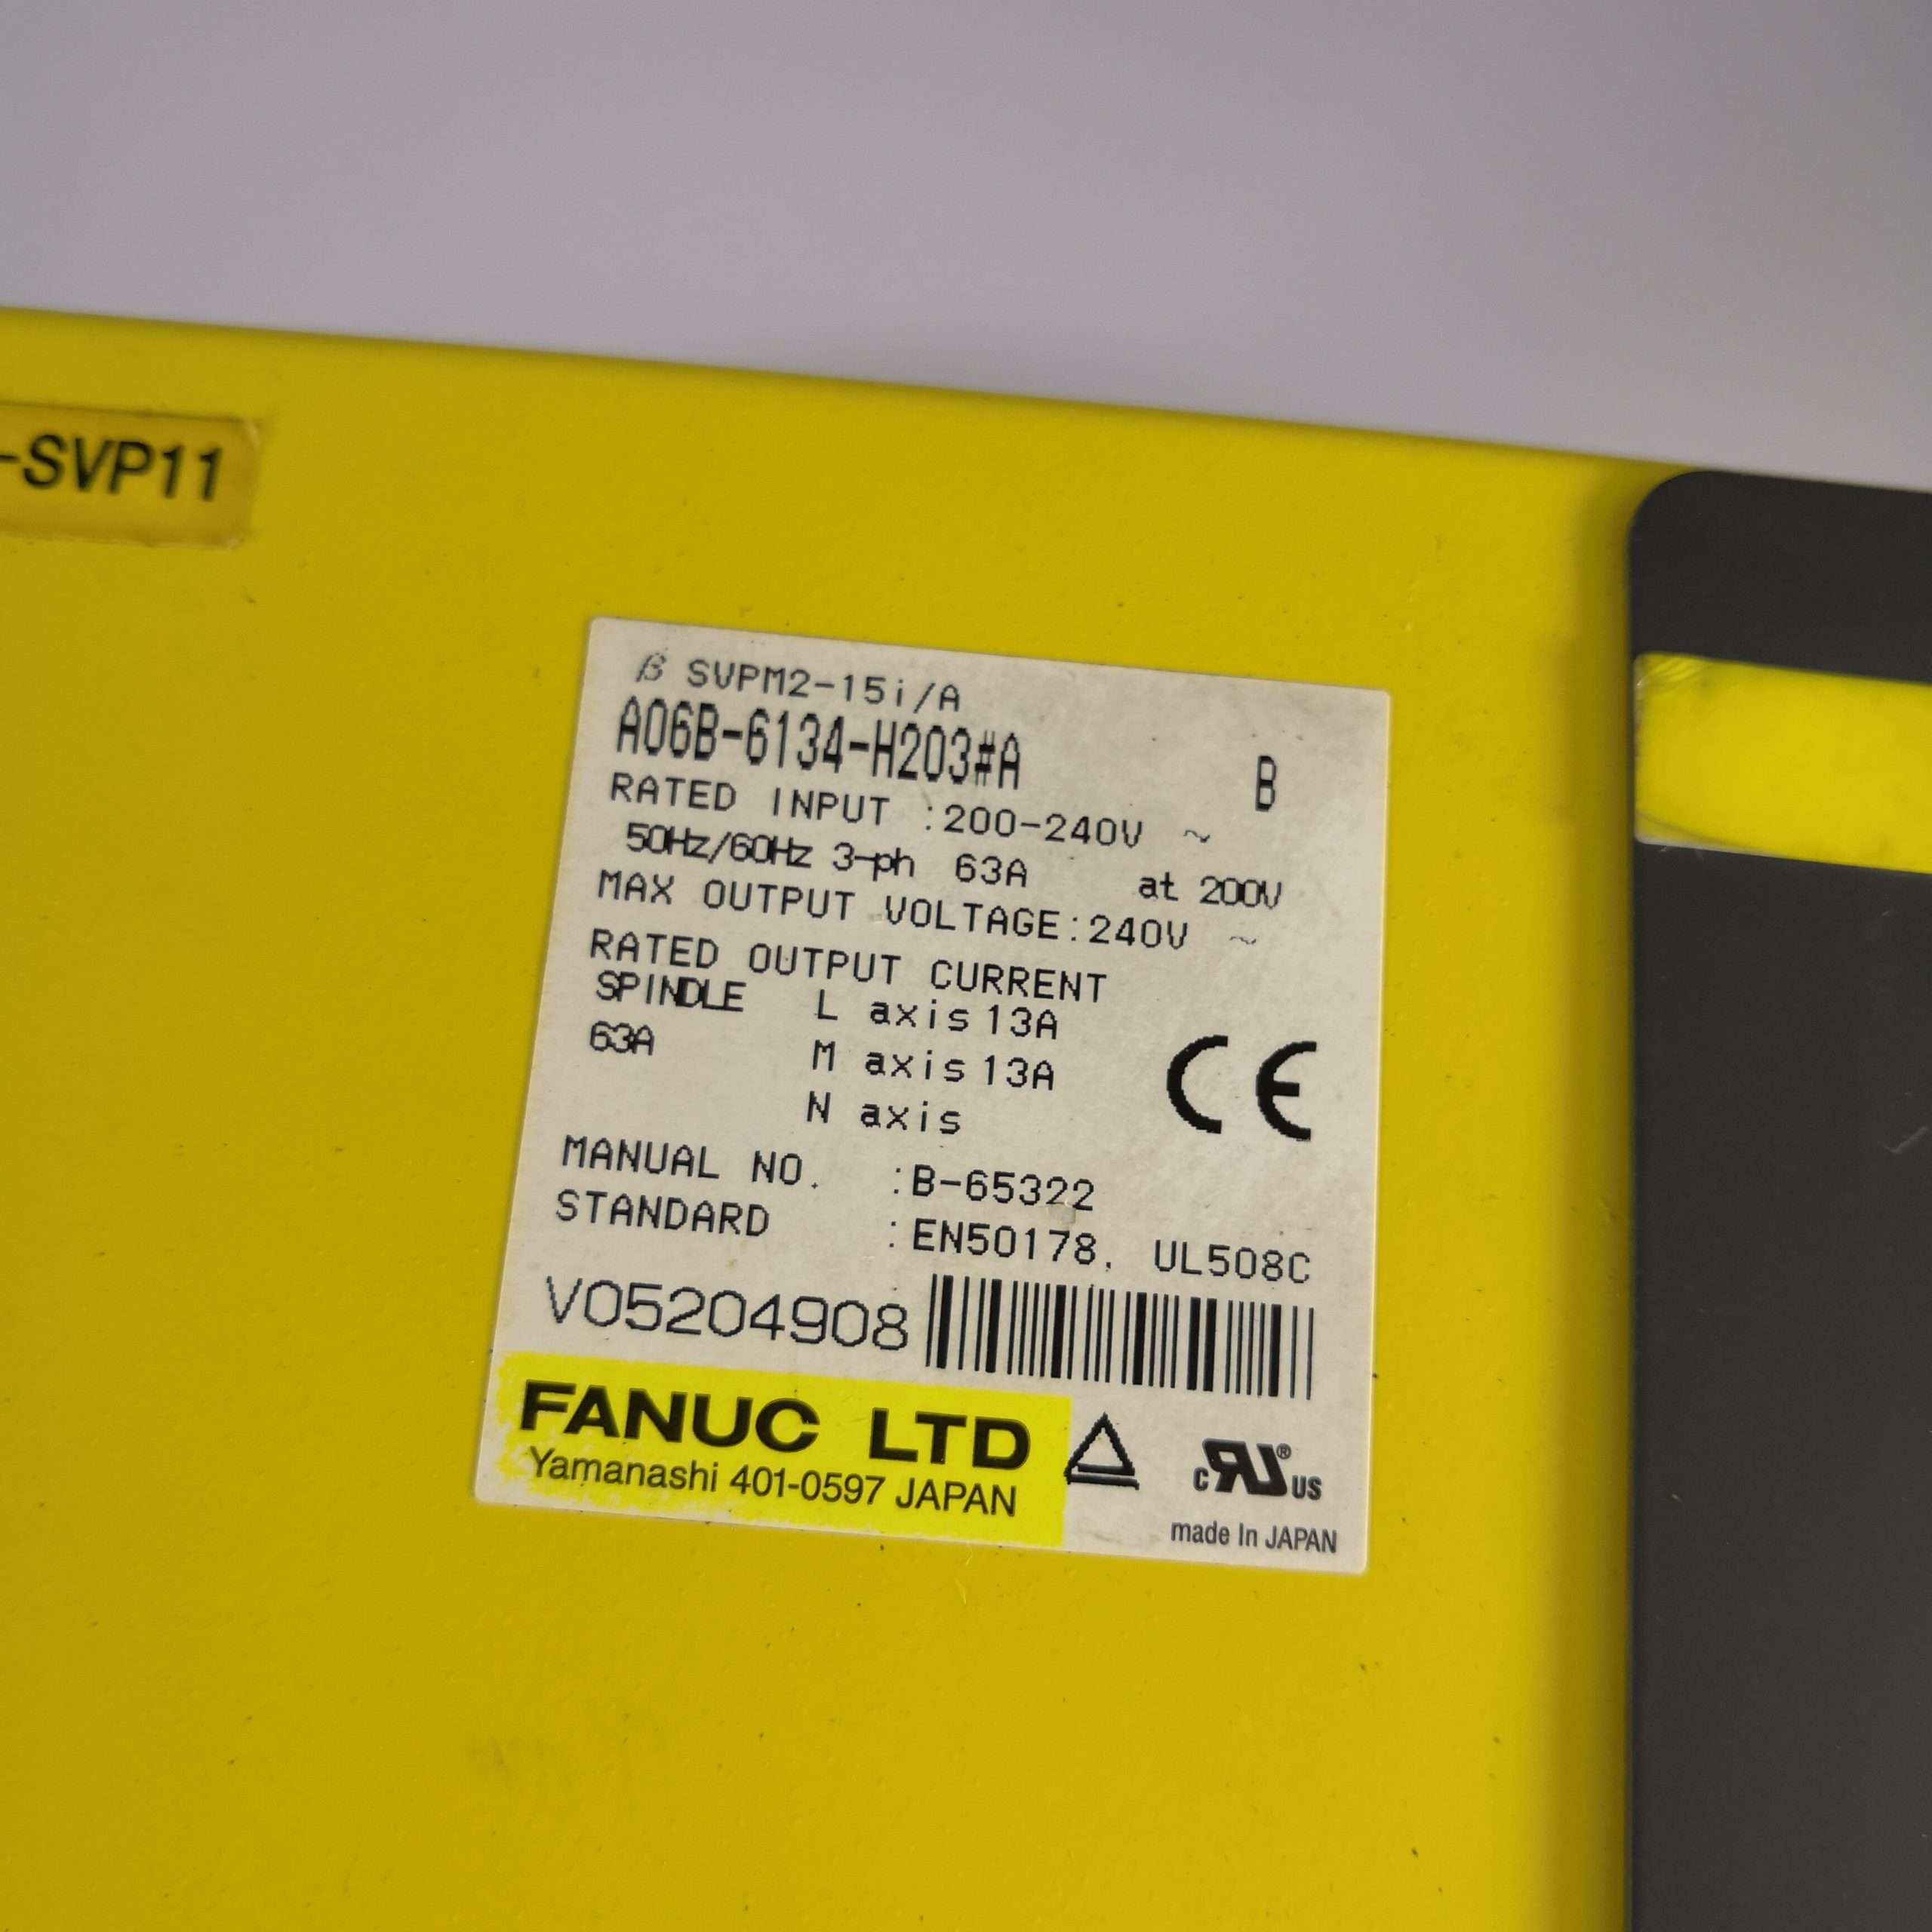 -SVP11
β SVPM2-15i/A
A06B-6134-H203#A B
RATED INPUT :200-240V ~
50Hz/60Hz 3-ph 63A at 200V
MAX OUTPUT VOLTAGE:240V ~
RATED OUTPUT CURRENT
SPINDLE L axis 13A
63A M axis 13A
N axis
CE
MANUAL NO. :B-65322
STANDARD :EN50178, UL508C
V05204908
FANUC LTD
Yamanashi 401-0597 JAPAN
c RU ® US
made In JAPAN